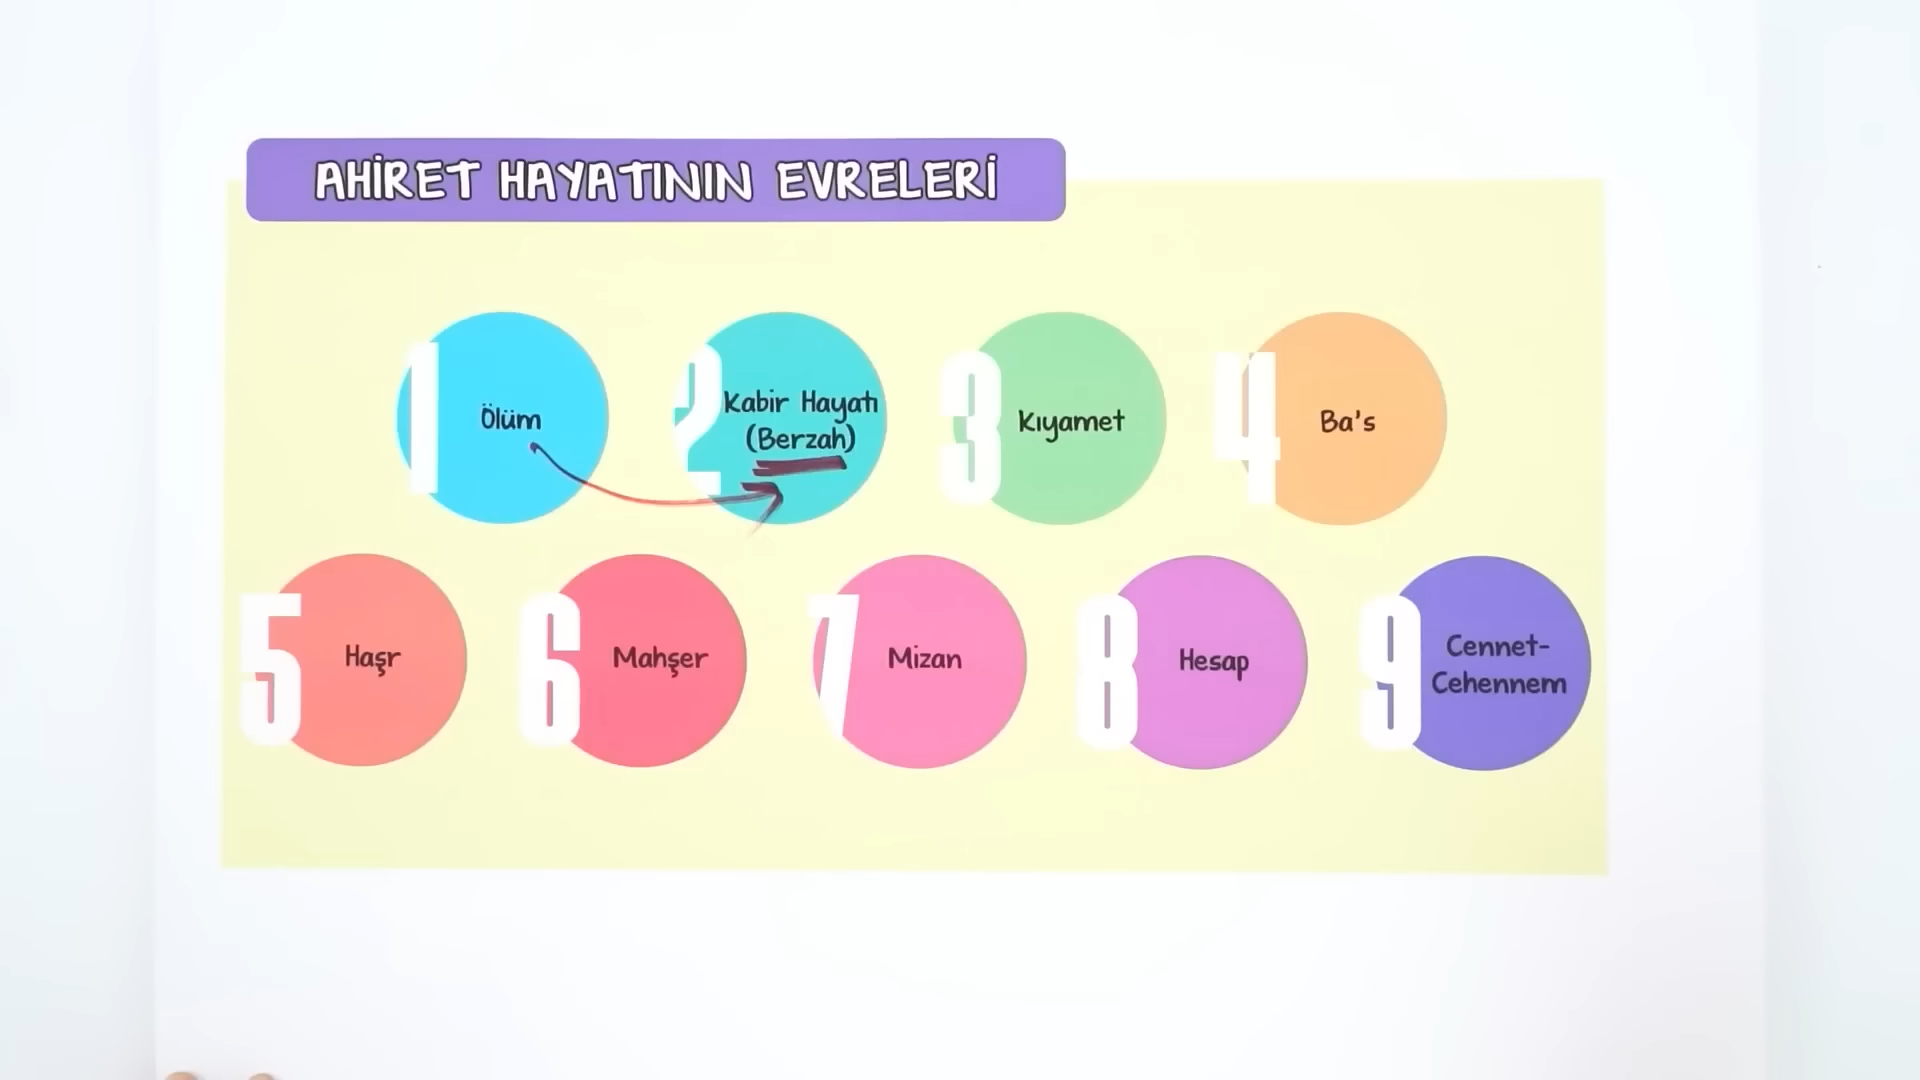 AHİRET HAYATININ EVRELERİ
1 Ölüm
2 Kabir Hayatı
(Berzah)
3 Kıyamet
4 Ba's
5 Haşr
6 Mahşer
7 Mizan
8 Hesap
9 Cennet-
Cehennem